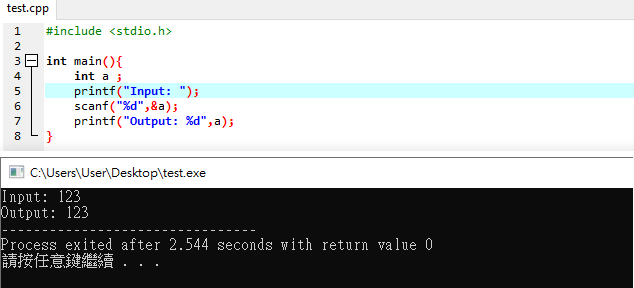 test.cpp
1 #include <stdio.h>
2
3 int main(){
4 int a ;
5 printf("Input: ");
6 scanf("%d",&a);
7 printf("Output: %d",a);
8 }
C:\Users\User\Desktop\test.exe
Input: 123
Output: 123
--------------------------------
Process exited after 2.544 seconds with return value 0
請按任意鍵繼續 . . .